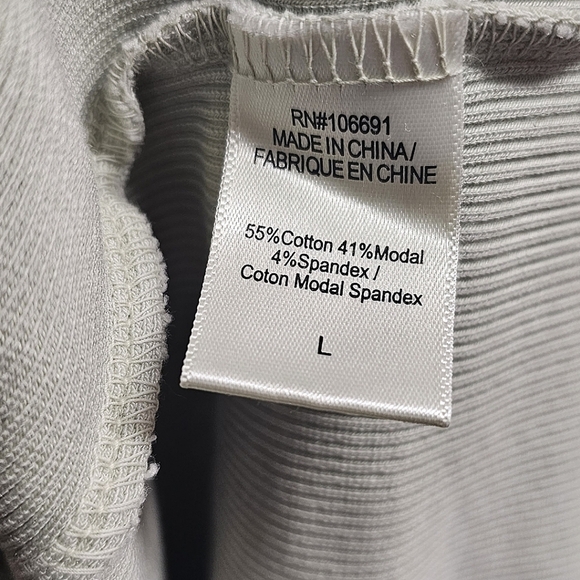 RN#106691
MADE IN CHINA/
FABRIQUE EN CHINE
55%Cotton 41%Modal
4%Spandex /
Coton Modal Spandex
L